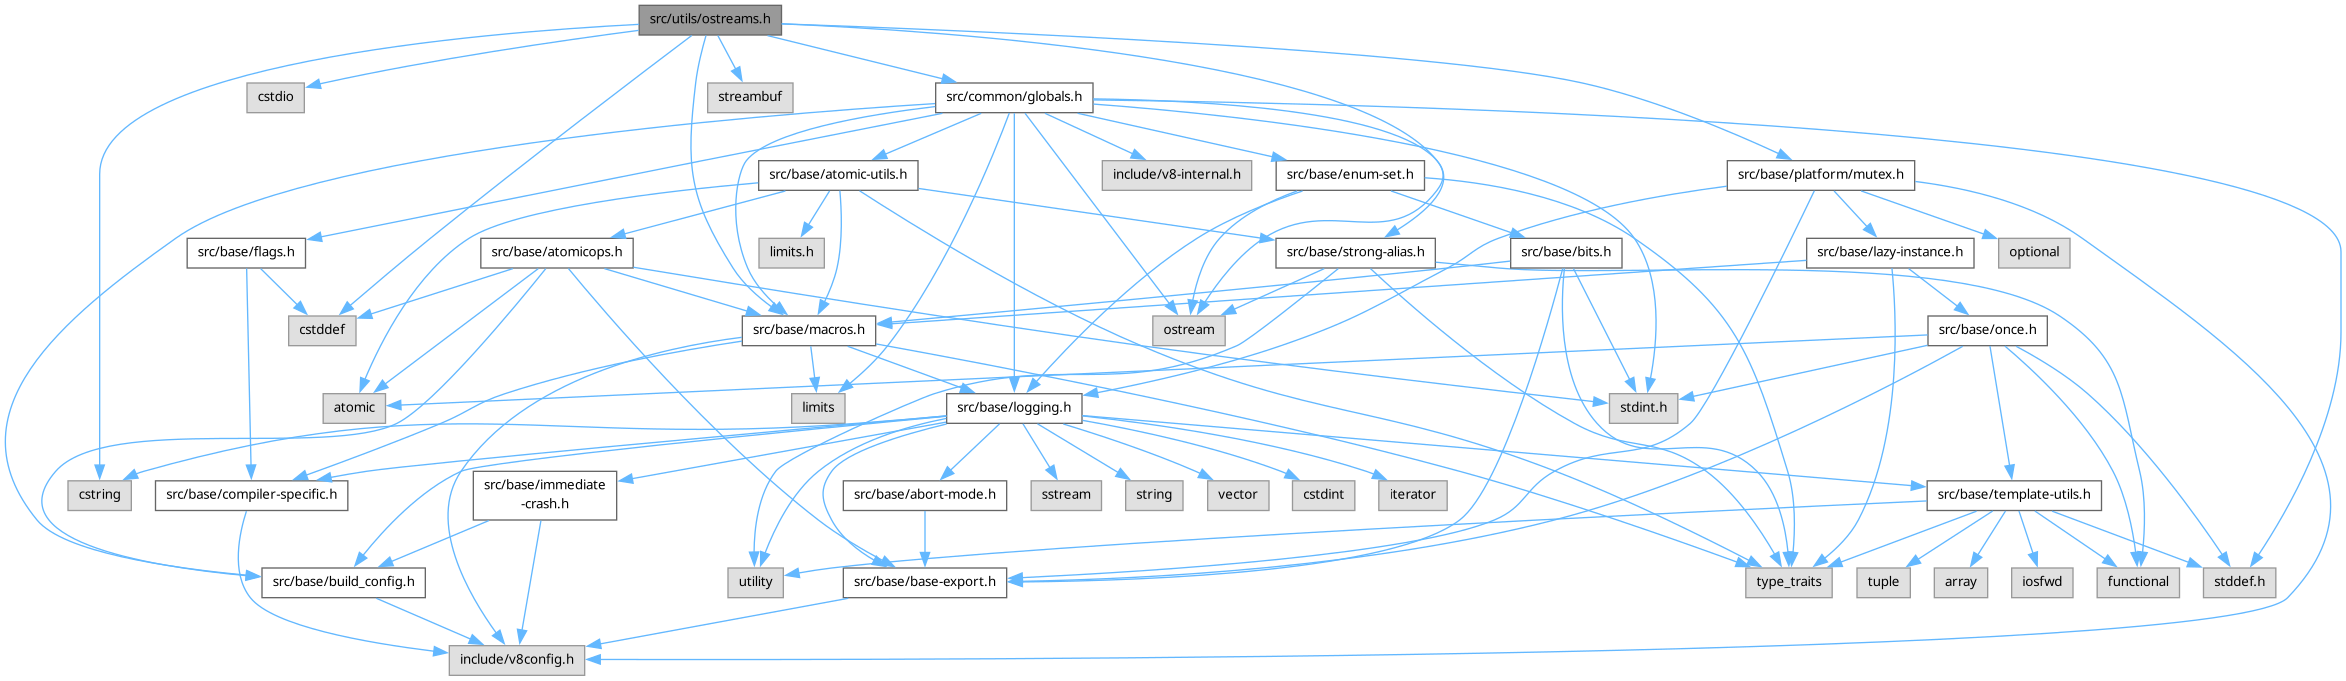 src/utils/ostreams.h
cstdio
streambuf
src/common/globals.h
src/base/atomic-utils.h
include/v8-internal.h
src/base/enum-set.h
src/base/platform/mutex.h
src/base/flags.h
src/base/atomicops.h
limits.h
src/base/strong-alias.h
src/base/bits.h
src/base/lazy-instance.h
optional
cstddef
src/base/macros.h
ostream
src/base/once.h
atomic
limits
src/base/logging.h
stdint.h
cstring
src/base/compiler-specific.h
src/base/immediate
-crash.h
src/base/abort-mode.h
sstream
string
vector
cstdint
iterator
src/base/template-utils.h
src/base/build_config.h
utility
src/base/base-export.h
type_traits
tuple
array
iosfwd
functional
stddef.h
include/v8config.h